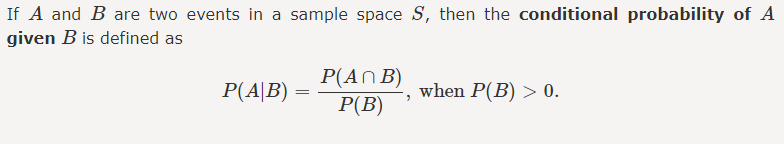 If A and B are two events in a sample space S, then the conditional probability of A
given B is defined as
P(A|B) = P(A ∩ B) / P(B), when P(B) > 0.